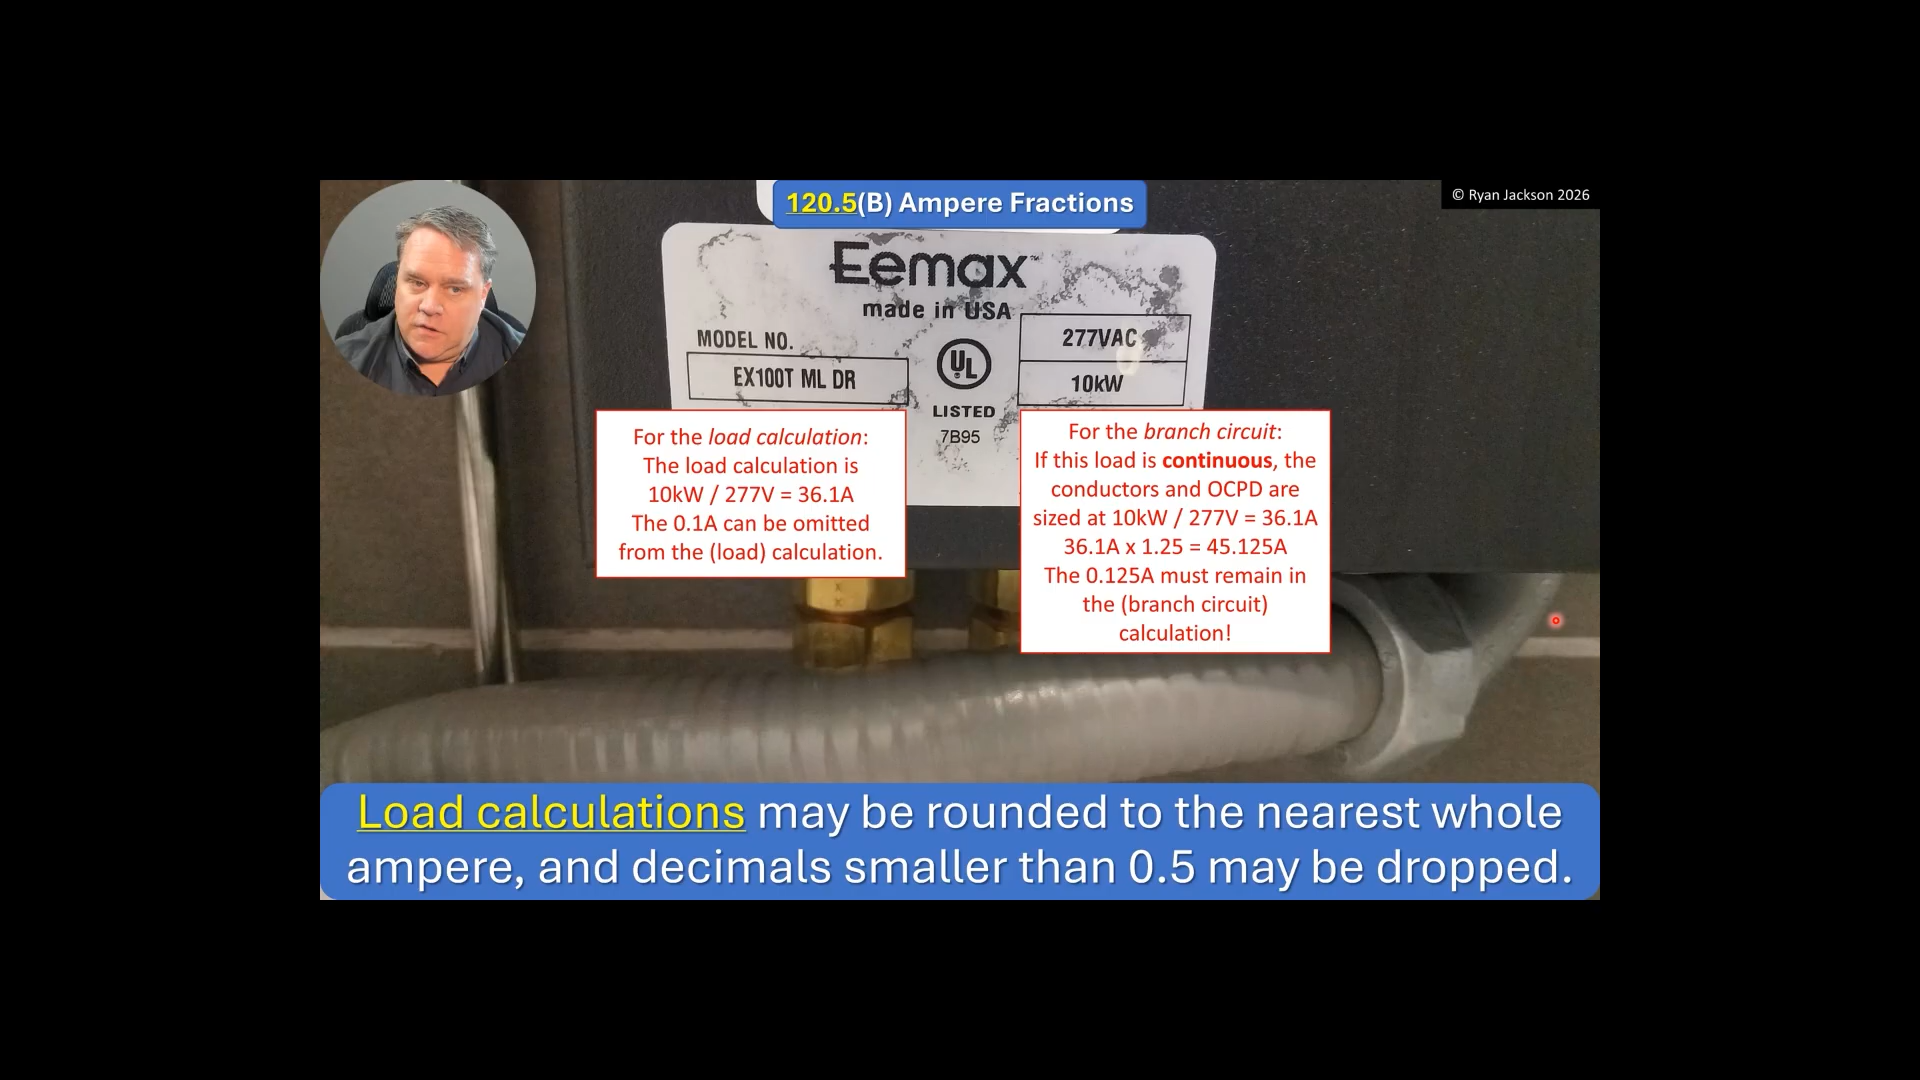 120.5(B) Ampere Fractions
© Ryan Jackson 2026
Eemax
made in USA
MODEL NO.
EX100T ML DR
UL
LISTED
7B95
277VAC
10kW
For the load calculation:
The load calculation is
10kW / 277V = 36.1A
The 0.1A can be omitted
from the (load) calculation.
For the branch circuit:
If this load is continuous, the
conductors and OCPD are
sized at 10kW / 277V = 36.1A
36.1A x 1.25 = 45.125A
The 0.125A must remain in
the (branch circuit)
calculation!
Load calculations may be rounded to the nearest whole
ampere, and decimals smaller than 0.5 may be dropped.